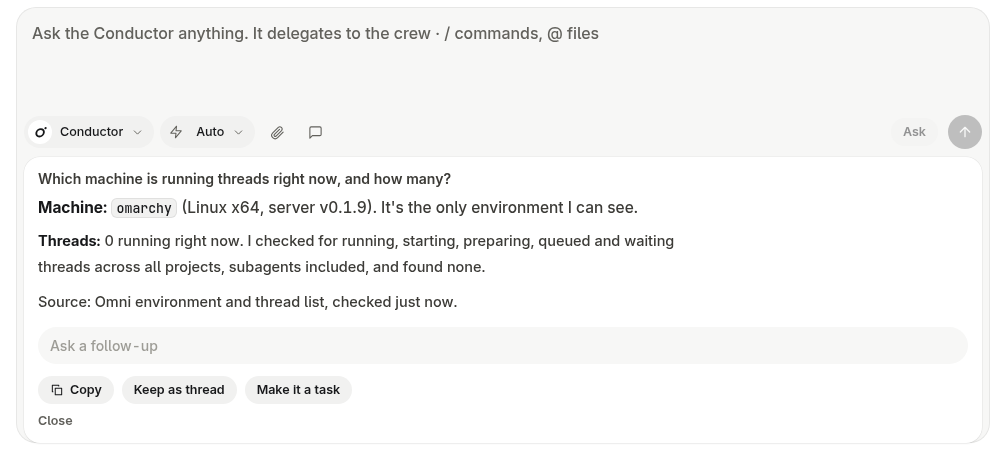 Ask the Conductor anything. It delegates to the crew · / commands, @ files
Conductor Auto Ask
Which machine is running threads right now, and how many?
Machine: omarchy (Linux x64, server v0.1.9). It's the only environment I can see.
Threads: 0 running right now. I checked for running, starting, preparing, queued and waiting
threads across all projects, subagents included, and found none.
Source: Omni environment and thread list, checked just now.
Ask a follow-up
Copy Keep as thread Make it a task
Close